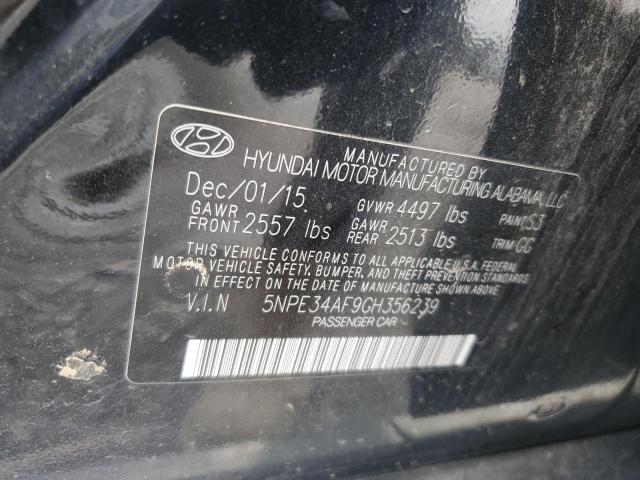 MANUFACTURED BY
HYUNDAI MOTOR MANUFACTURING ALABAMA, LLC
Dec/01/15 GVWR 4497 lbs PAINT S3
GAWR FRONT 2557 lbs GAWR REAR 2513 lbs TRIM GG
THIS VEHICLE CONFORMS TO ALL APPLICABLE U.S.A. FEDERAL
MOTOR VEHICLE SAFETY, BUMPER, AND THEFT PREVENTION STANDARDS
IN EFFECT ON THE DATE OF MANUFACTURE SHOWN ABOVE.
V.I.N 5NPE34AF9GH356239
PASSENGER CAR